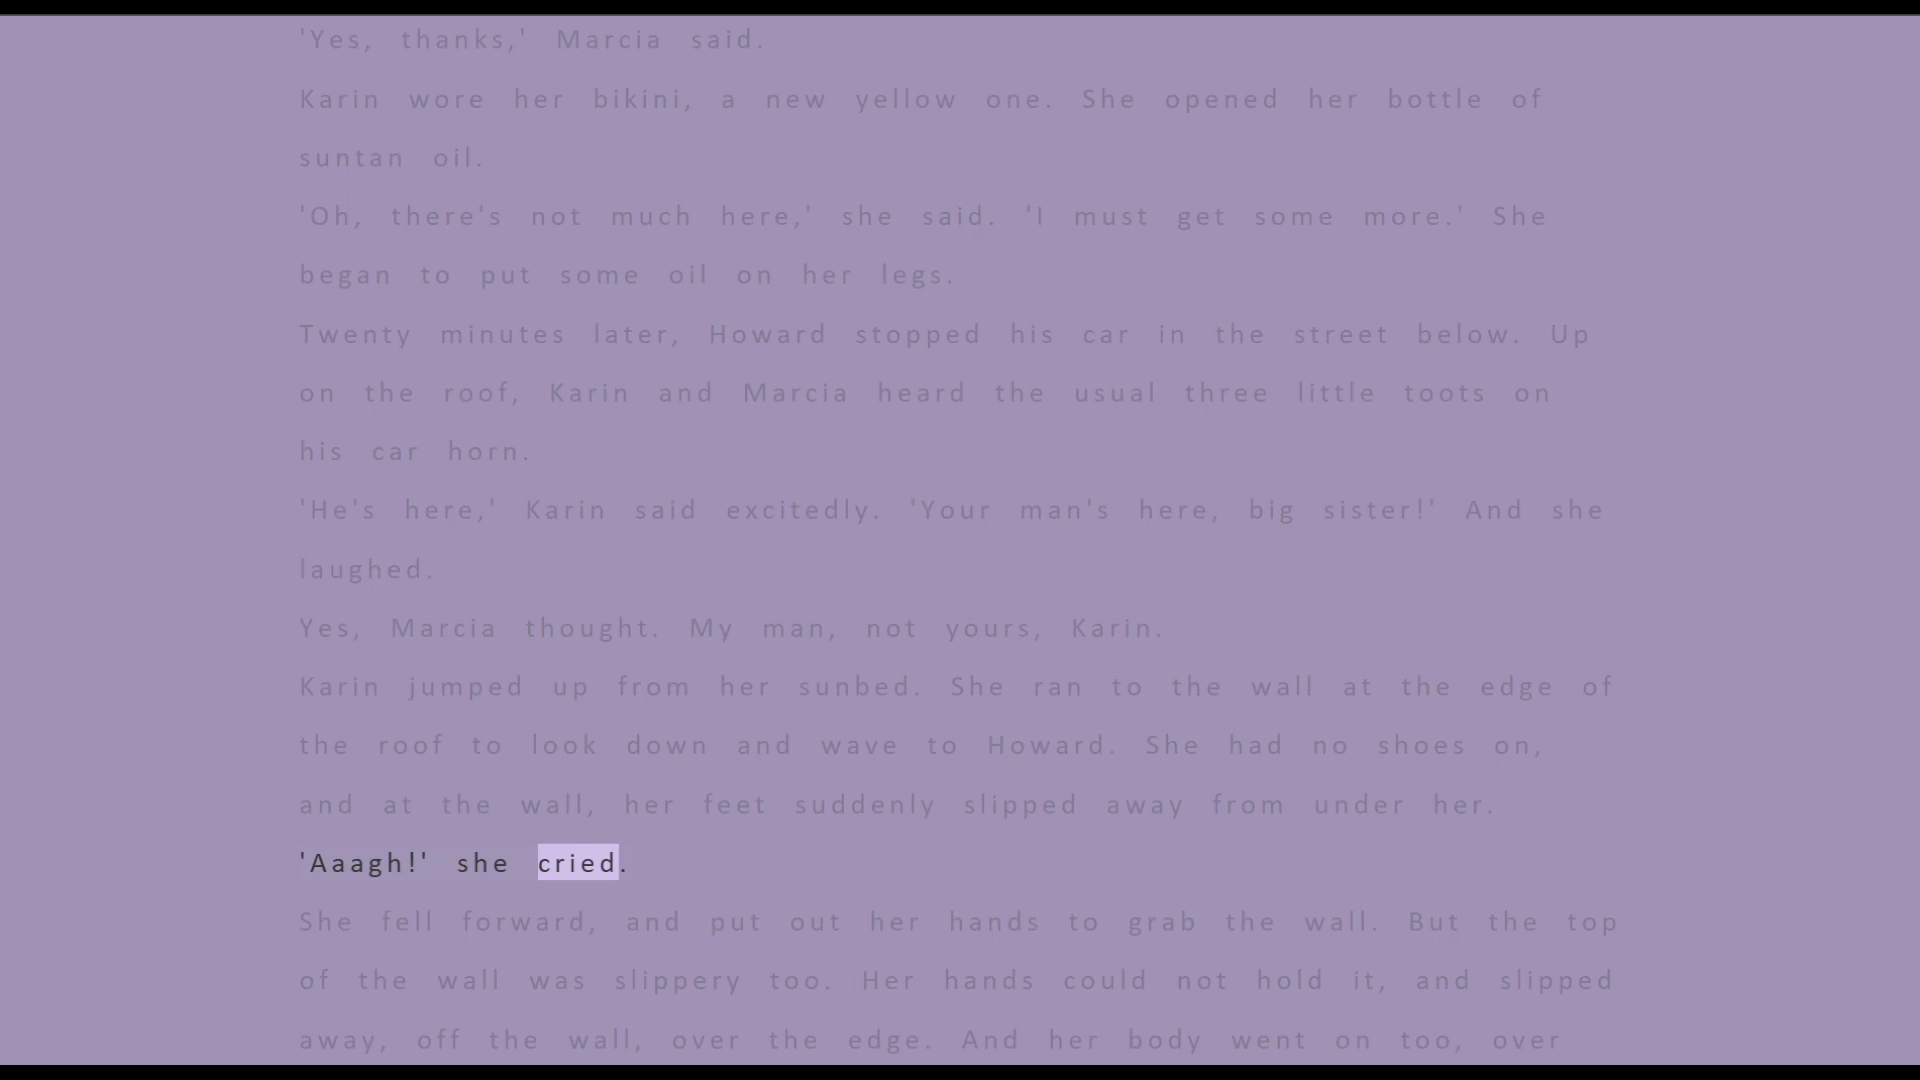 'Yes, thanks,' Marcia said.
Karin wore her bikini, a new yellow one. She opened her bottle of
suntan oil.
'Oh, there's not much here,' she said. 'I must get some more.' She
began to put some oil on her legs.
Twenty minutes later, Howard stopped his car in the street below. Up
on the roof, Karin and Marcia heard the usual three little toots on
his car horn.
'He's here,' Karin said excitedly. 'Your man's here, big sister!' And she
laughed.
Yes, Marcia thought. My man, not yours, Karin.
Karin jumped up from her sunbed. She ran to the wall at the edge of
the roof to look down and wave to Howard. She had no shoes on,
and at the wall, her feet suddenly slipped away from under her.
'Aaagh!' she cried.
She fell forward, and put out her hands to grab the wall. But the top
of the wall was slippery too. Her hands could not hold it, and slipped
away, off the wall, over the edge. And her body went on too, over